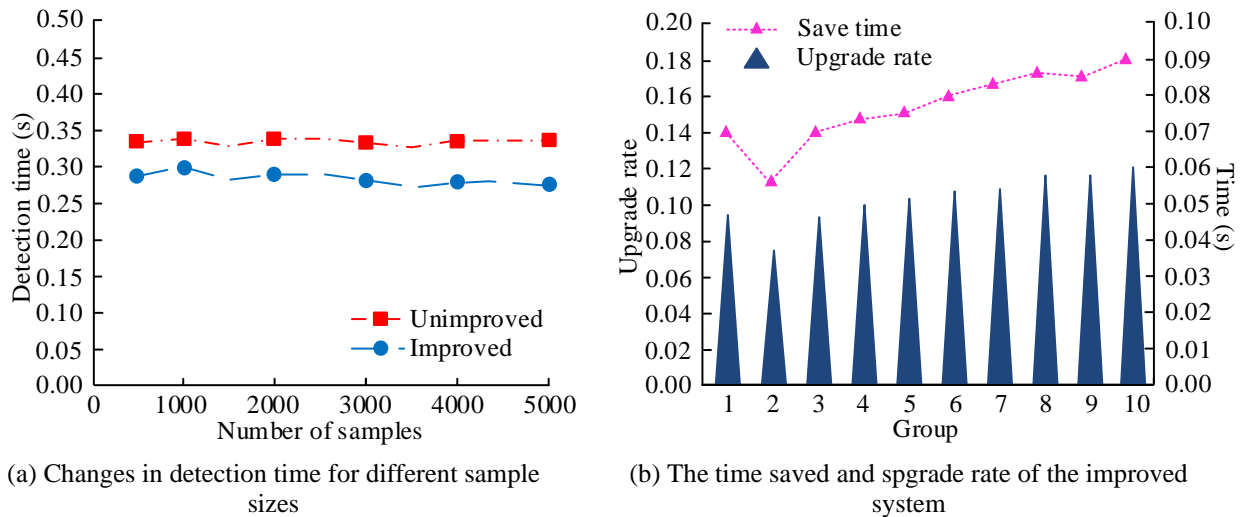 0.50
0.45
0.40
0.35
0.30
0.25
0.20
0.15
0.10
0.05
0.00
Detection time (s)
Unimproved
Improved
0 1000 2000 3000 4000 5000
Number of samples
(a) Changes in detection time for different sample
sizes
0.20
0.18
0.16
0.14
0.12
0.10
0.08
0.06
0.04
0.02
0.00
Upgrade rate
Save time
Upgrade rate
0.10
0.09
0.08
0.07
0.06
0.05
0.04
0.03
0.02
0.01
0.00
Time (s)
1 2 3 4 5 6 7 8 9 10
Group
(b) The time saved and spgrade rate of the improved
system